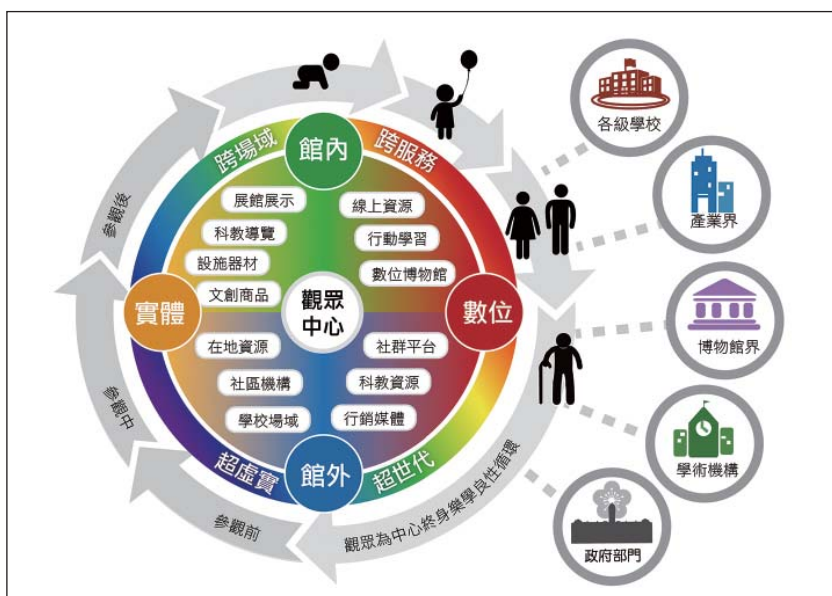 各級學校
館內
跨場域
跨服務
產業界
展館展示
線上資源
參觀後
科教導覽
行動學習
設施器材
數位博物館
文創商品
觀眾
中心
實體
數位
博物館界
在地資源
社群平台
社區機構
科教資源
參觀中
學校場域
行銷媒體
學術機構
超虛實
館外
超世代
參觀前
觀眾為中心終身樂學良性循環
政府部門